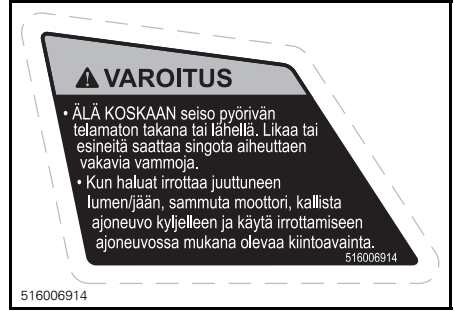 ⚠ VAROITUS
• ÄLÄ KOSKAAN seiso pyörivän
telamaton takana tai lähellä. Likaa tai
esineitä saattaa singota aiheuttaen
vakavia vammoja.
• Kun haluat irrottaa juuttuneen
lumen/jään, sammuta moottori, kallista
ajoneuvo kyljelleen ja käytä irrottamiseen
ajoneuvossa mukana olevaa kiintoavainta.
516006914
516006914